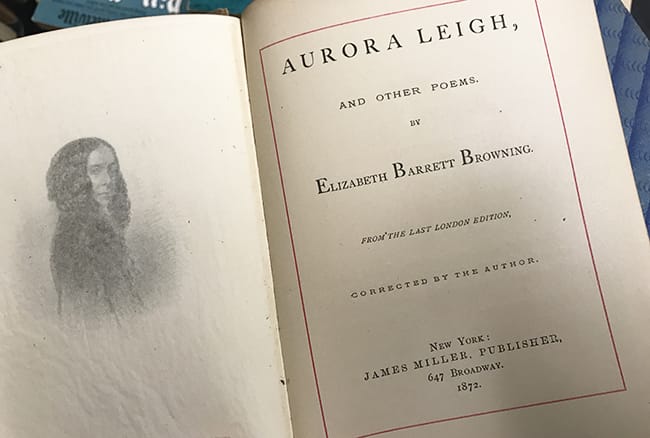 AURORA LEIGH,
AND OTHER POEMS.
BY
ELIZABETH BARRETT BROWNING.
FROM THE LAST LONDON EDITION,
CORRECTED BY THE AUTHOR.
NEW YORK:
JAMES MILLER, PUBLISHER,
647 BROADWAY.
1872.